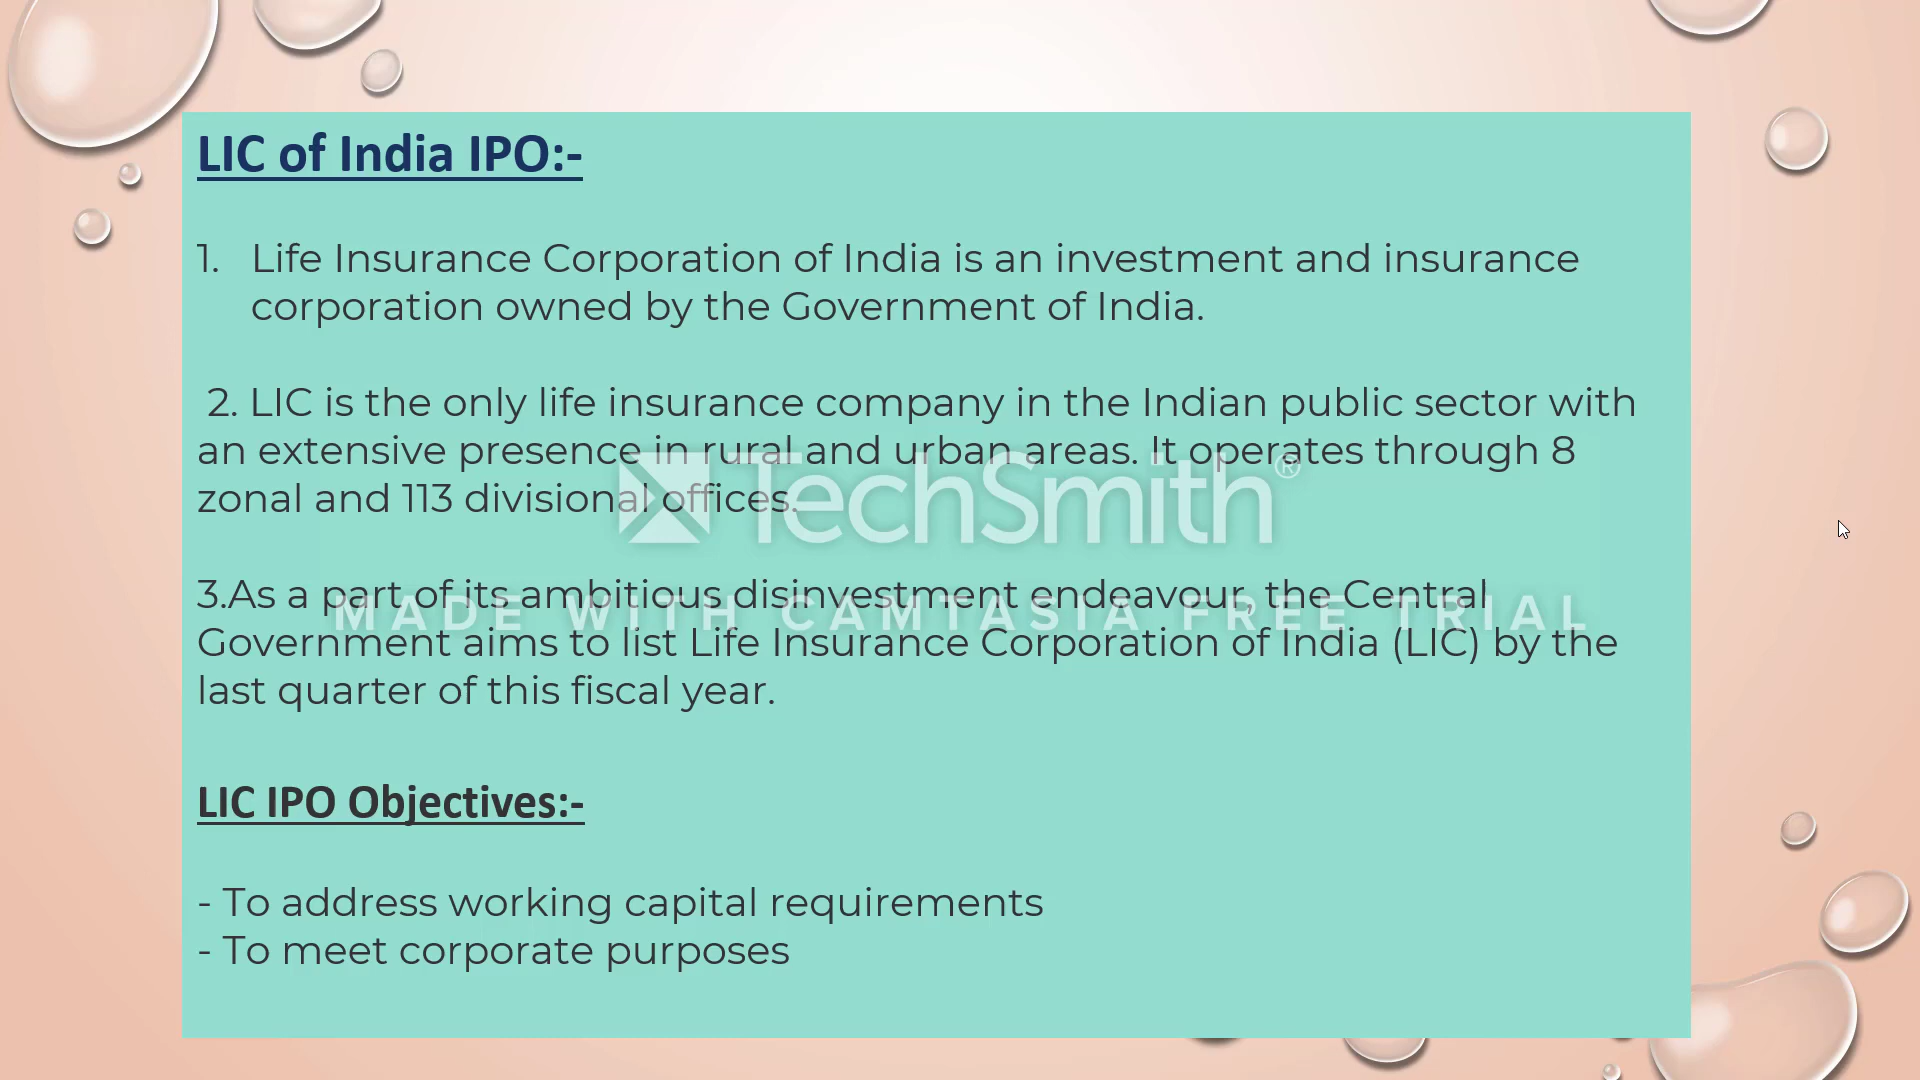 LIC of India IPO:-
1. Life Insurance Corporation of India is an investment and insurance
corporation owned by the Government of India.
2. LIC is the only life insurance company in the Indian public sector with
an extensive presence in rural and urban areas. It operates through 8
zonal and 113 divisional offices.
TechSmith®
3.As a part of its ambitious disinvestment endeavour, the Central
MADE WITH CAMTASIA FREE TRIAL
Government aims to list Life Insurance Corporation of India (LIC) by the
last quarter of this fiscal year.
LIC IPO Objectives:-
- To address working capital requirements
- To meet corporate purposes